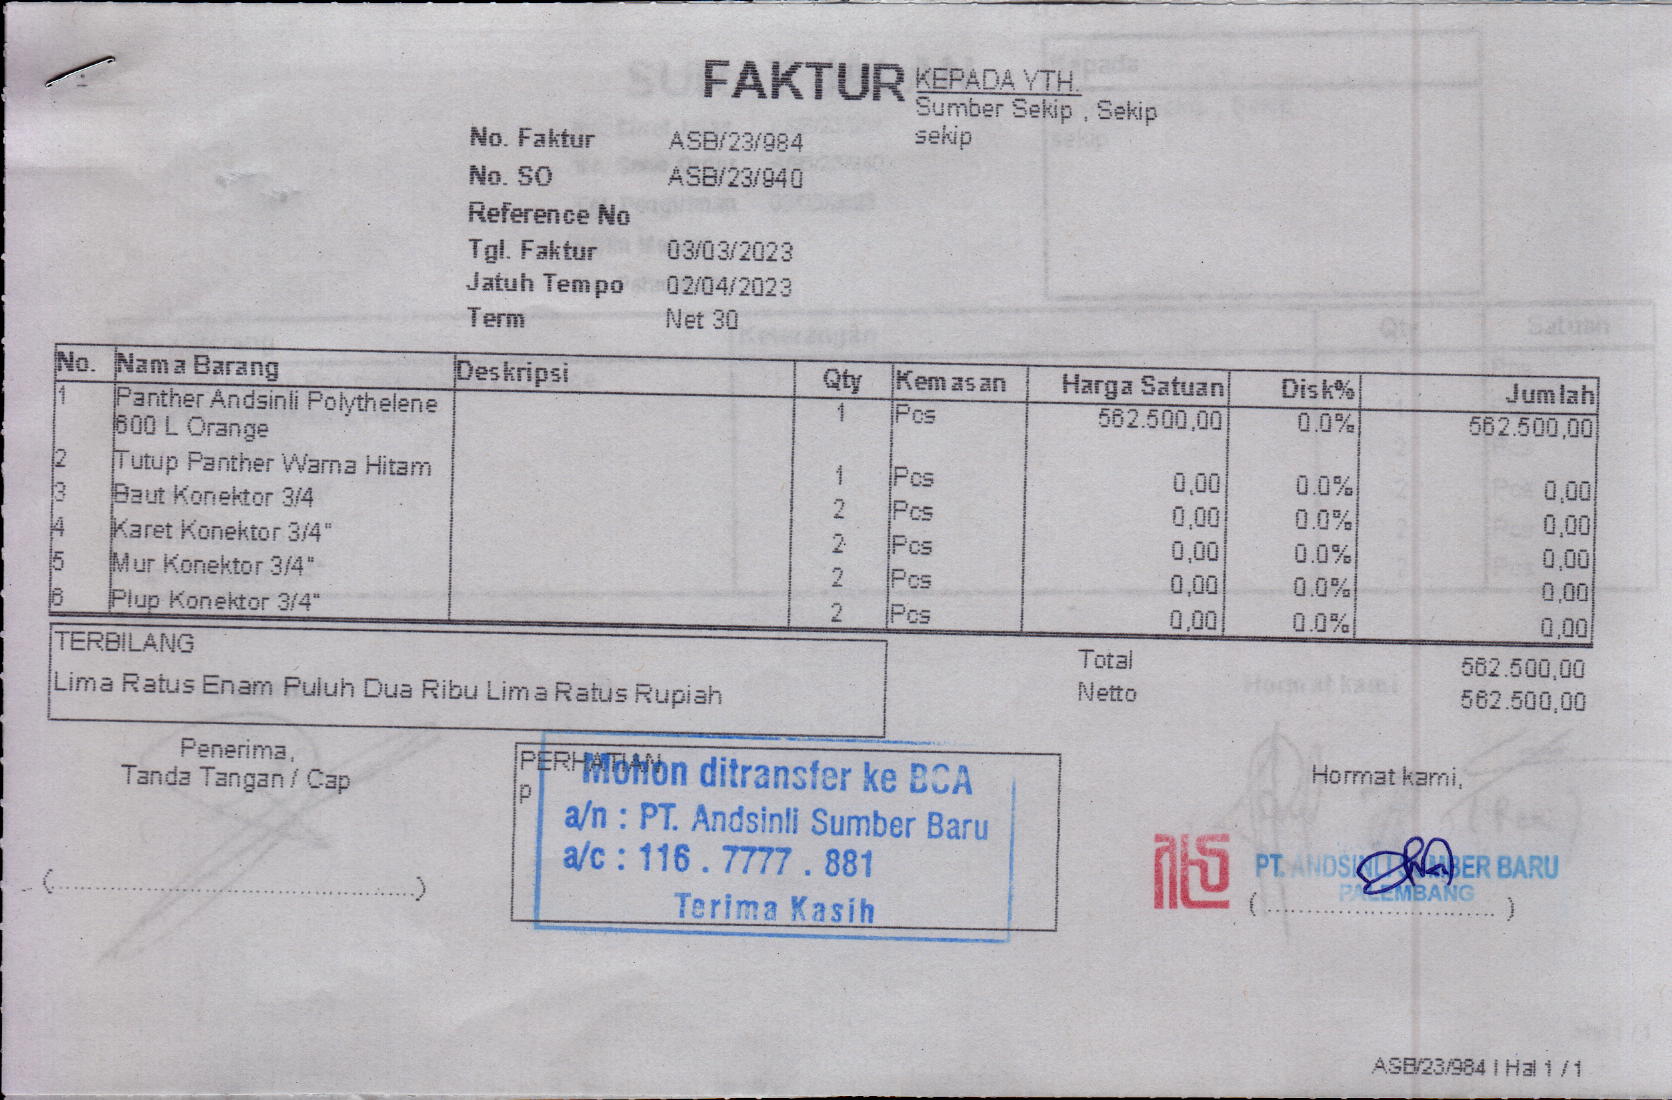 FAKTUR
KEPADA YTH.
Sumber Sekip , Sekip
sekip
No. Faktur ASB/23/984
No. SO ASB/23/940
Reference No
Tgl. Faktur 03/03/2023
Jatuh Tempo 02/04/2023
Term Net 30
No. Nama Barang Deskripsi Qty Kemasan Harga Satuan Disk% Jumlah
1 Panther Andsinli Polythelene 1 Pcs 562.500,00 0.0% 562.500,00
600 L Orange
2 Tutup Panther Warna Hitam 1 Pcs 0,00 0.0% 0,00
3 Baut Konektor 3/4 2 Pcs 0,00 0.0% 0,00
4 Karet Konektor 3/4" 2 Pcs 0,00 0.0% 0,00
5 Mur Konektor 3/4" 2 Pcs 0,00 0.0% 0,00
6 Plup Konektor 3/4" 2 Pcs 0,00 0.0% 0,00
TERBILANG
Lima Ratus Enam Puluh Dua Ribu Lima Ratus Rupiah
Total 562.500,00
Netto 562.500,00
Penerima,
Tanda Tangan / Cap
(................................................)
PERHATIAN
p
Mohon ditransfer ke BCA
a/n : PT. Andsinli Sumber Baru
a/c : 116 . 7777 . 881
Terima Kasih
Hormat kami,
PT. ANDSINLI SUMBER BARU
PALEMBANG
(................................)
ASB/23/984 | Hal 1 / 1